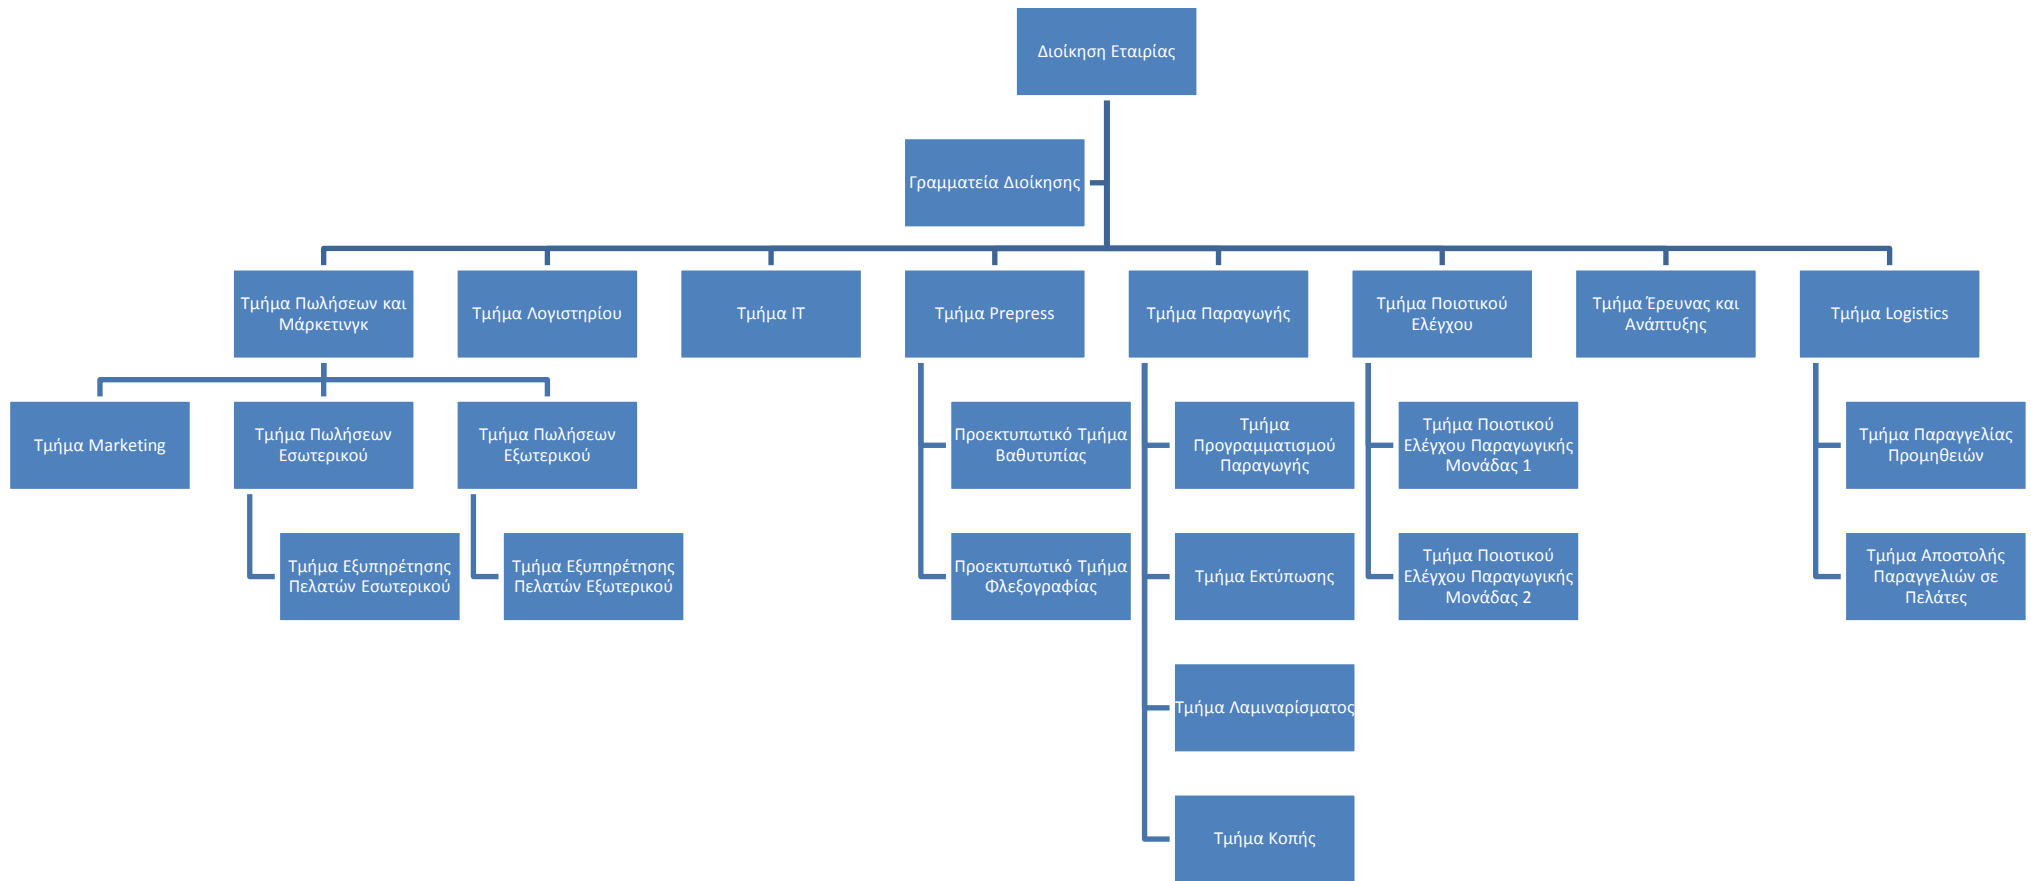 Διοίκηση Εταιρίας
Γραμματεία Διοίκησης
Τμήμα Πωλήσεων και
Μάρκετινγκ
Τμήμα Λογιστηρίου
Τμήμα IT
Τμήμα Prepress
Τμήμα Παραγωγής
Τμήμα Ποιοτικού
Ελέγχου
Τμήμα Έρευνας και
Ανάπτυξης
Τμήμα Logistics
Τμήμα Marketing
Τμήμα Πωλήσεων
Εσωτερικού
Τμήμα Πωλήσεων
Εξωτερικού
Προεκτυπωτικό Τμήμα
Βαθυτυπίας
Τμήμα
Προγραμματισμού
Παραγωγής
Τμήμα Ποιοτικού
Ελέγχου Παραγωγικής
Μονάδας 1
Τμήμα Παραγγελίας
Προμηθειών
Τμήμα Εξυπηρέτησης
Πελατών Εσωτερικού
Τμήμα Εξυπηρέτησης
Πελατών Εξωτερικού
Προεκτυπωτικό Τμήμα
Φλεξογραφίας
Τμήμα Εκτύπωσης
Τμήμα Ποιοτικού
Ελέγχου Παραγωγικής
Μονάδας 2
Τμήμα Αποστολής
Παραγγελιών σε
Πελάτες
Τμήμα Λαμιναρίσματος
Τμήμα Κοπής